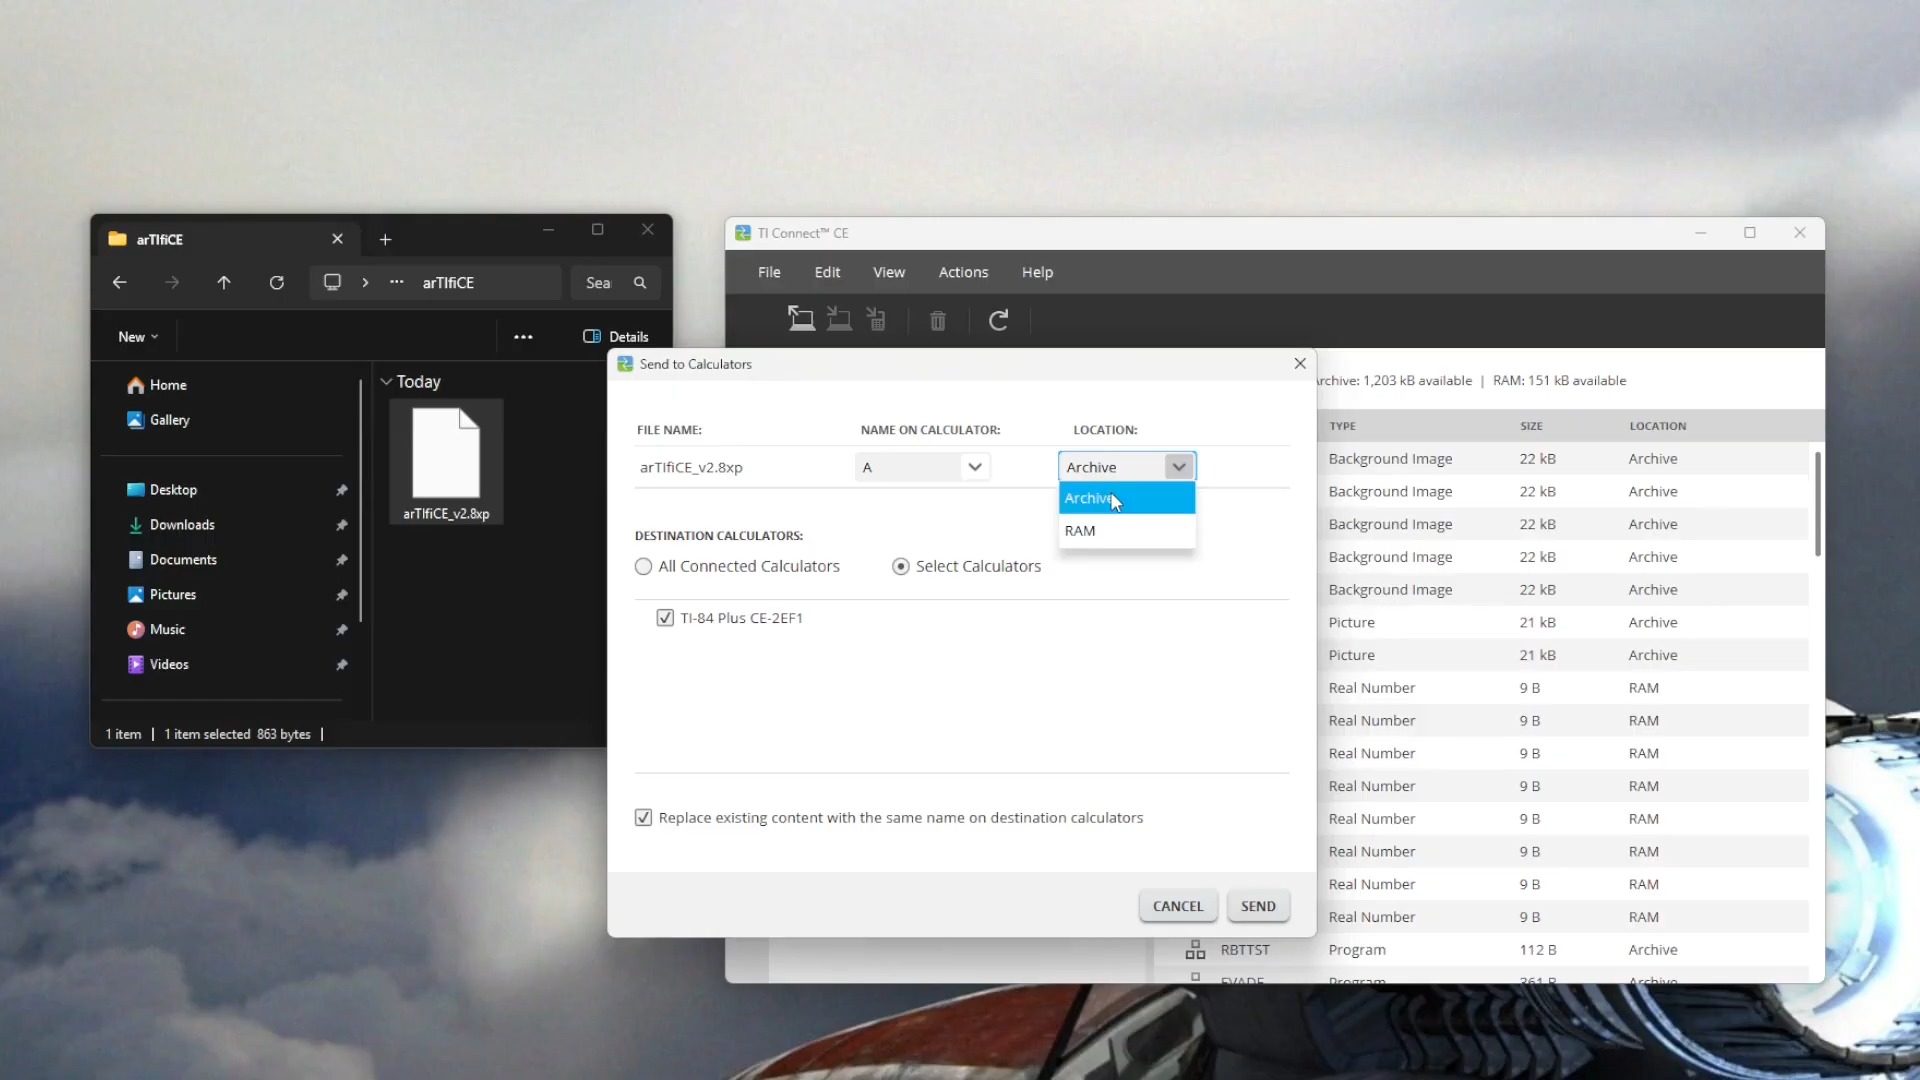 arTIfiCE
arTIfiCE
Sea
New
Details
Home
Gallery
Desktop
Downloads
Documents
Pictures
Music
Videos
Today
arTIfiCE_v2.8xp
1 item
1 item selected 863 bytes
TI Connect™ CE
File
Edit
View
Actions
Help
Archive: 1,203 kB available | RAM: 151 kB available
TYPE SIZE LOCATION
Background Image 22 kB Archive
Background Image 22 kB Archive
Background Image 22 kB Archive
Background Image 22 kB Archive
Background Image 22 kB Archive
Picture 21 kB Archive
Picture 21 kB Archive
Real Number 9 B RAM
Real Number 9 B RAM
Real Number 9 B RAM
Real Number 9 B RAM
Real Number 9 B RAM
Real Number 9 B RAM
Real Number 9 B RAM
Real Number 9 B RAM
RBTTST Program 112 B Archive
EVADE Program 361 B Archive
Send to Calculators
FILE NAME: NAME ON CALCULATOR: LOCATION:
arTIfiCE_v2.8xp A Archive
Archive
RAM
DESTINATION CALCULATORS:
All Connected Calculators
Select Calculators
TI-84 Plus CE-2EF1
Replace existing content with the same name on destination calculators
CANCEL
SEND